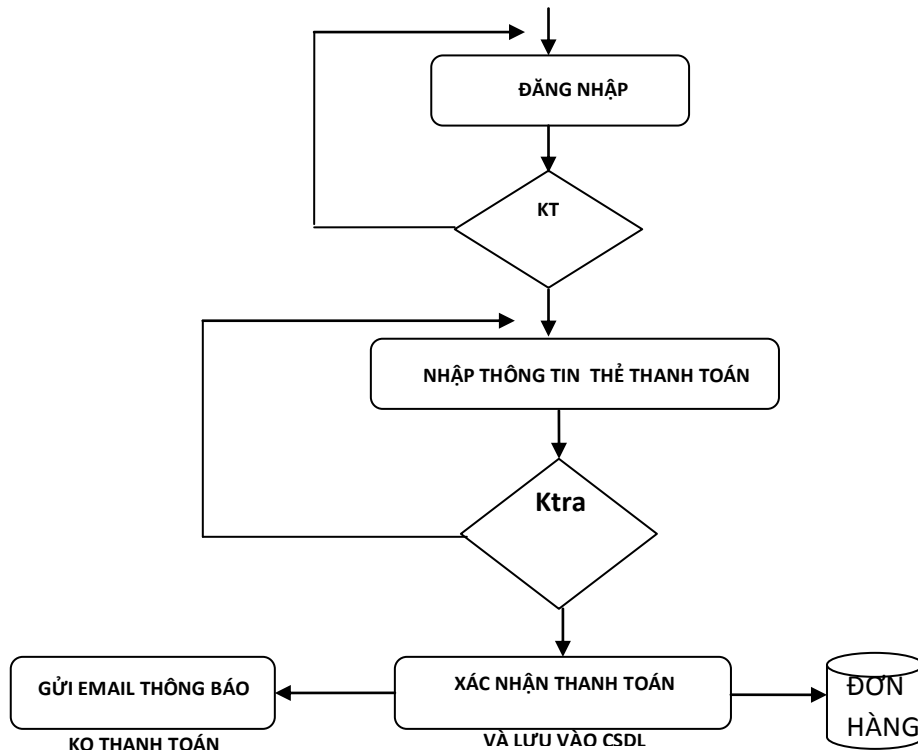 ĐĂNG NHẬP
KT
NHẬP THÔNG TIN THẺ THANH TOÁN
Ktra
GỬI EMAIL THÔNG BÁO
KO THANH TOÁN
XÁC NHẬN THANH TOÁN
VÀ LƯU VÀO CSDL
ĐƠN
HÀNG